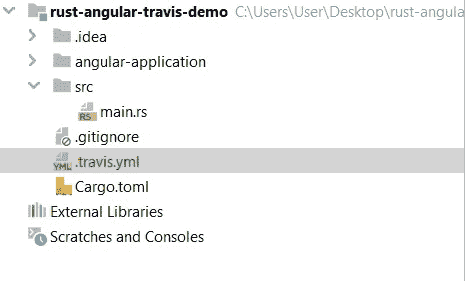 rust-angular-travis-demo C:\Users\User\Desktop\rust-angula
.idea
angular-application
src
RS main.rs
.gitignore
YML .travis.yml
Cargo.toml
External Libraries
Scratches and Consoles